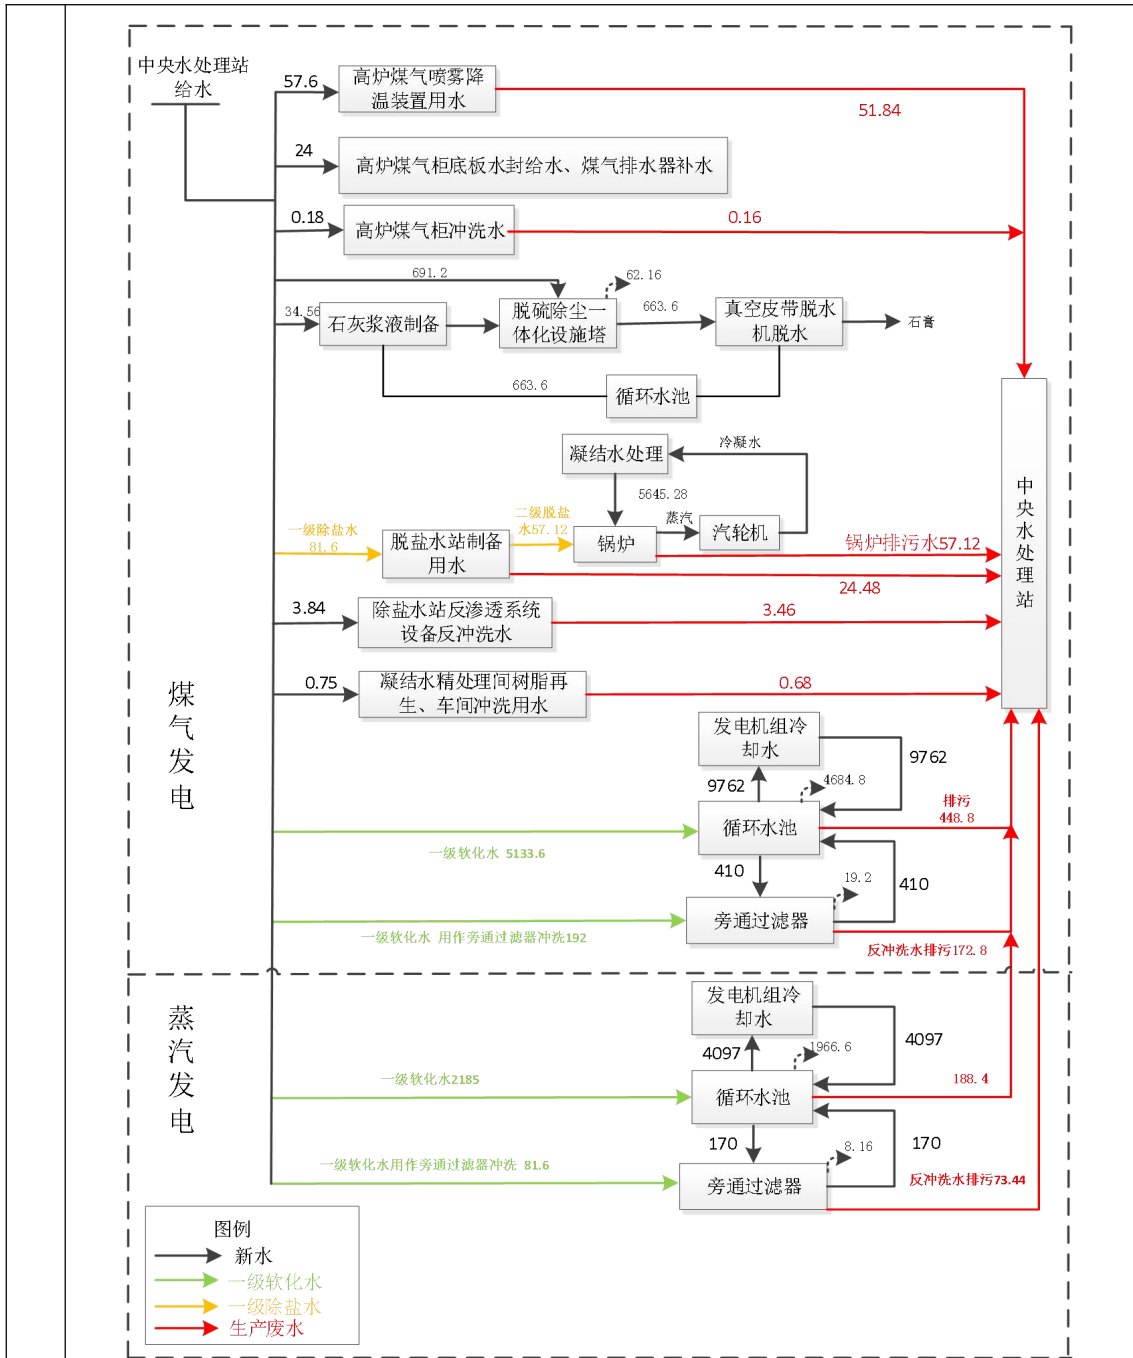 中央水处理站
给水
57.6
高炉煤气喷雾降
温装置用水
51.84
24
高炉煤气柜底板水封给水、煤气排水器补水
0.18
高炉煤气柜冲洗水
0.16
691.2
62.16
34.56
石灰浆液制备
脱硫除尘一
体化设施塔
663.6
真空皮带脱水
机脱水
石膏
663.6
循环水池
凝结水处理
冷凝水
5645.28
一级除盐水
81.6
脱盐水站制备
用水
二级脱盐
水57.12
锅炉
蒸汽
汽轮机
锅炉排污水57.12
24.48
中央水处理站
3.84
除盐水站反渗透系统
设备反冲洗水
3.46
0.75
凝结水精处理间树脂再
生、车间冲洗用水
0.68
煤气发电
发电机组冷
却水
9762
9762
4684.8
循环水池
排污
448.8
一级软化水 5133.6
410
410
19.2
旁通过滤器
一级软化水 用作旁通过滤器冲洗192
反冲洗水排污172.8
蒸汽发电
发电机组冷
却水
4097
4097
1966.6
一级软化水2185
循环水池
188.4
170
170
8.16
一级软化水用作旁通过滤器冲洗 81.6
旁通过滤器
反冲洗水排污73.44
图例
新水
一级软化水
一级除盐水
生产废水